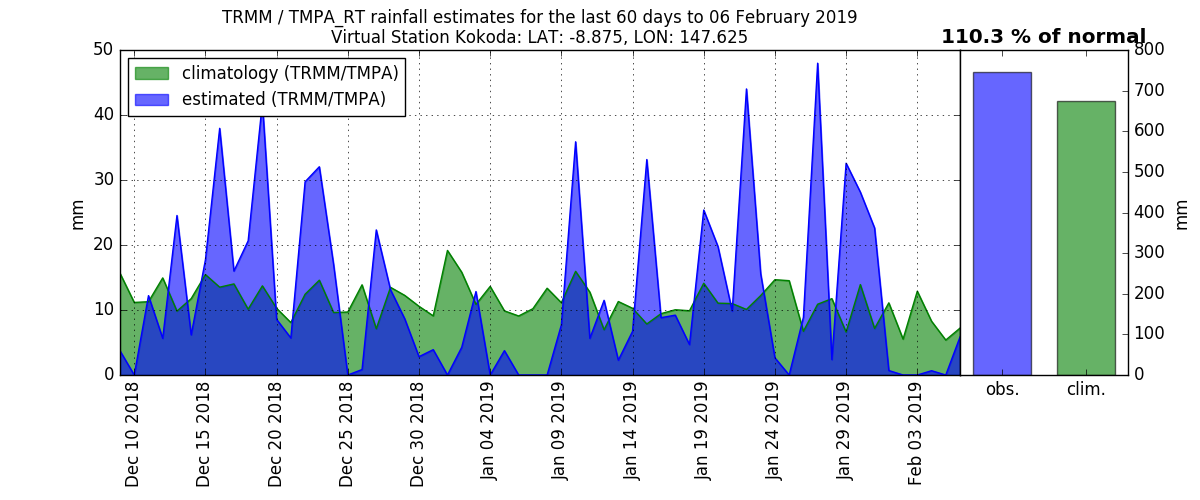 TRMM / TMPA_RT rainfall estimates for the last 60 days to 06 February 2019
Virtual Station Kokoda: LAT: -8.875, LON: 147.625
110.3 % of normal
climatology (TRMM/TMPA)
estimated (TRMM/TMPA)
mm
50
40
30
20
10
0
Dec 10 2018
Dec 15 2018
Dec 20 2018
Dec 25 2018
Dec 30 2018
Jan 04 2019
Jan 09 2019
Jan 14 2019
Jan 19 2019
Jan 24 2019
Jan 29 2019
Feb 03 2019
800
700
600
500
400
300
200
100
0
mm
obs.
clim.